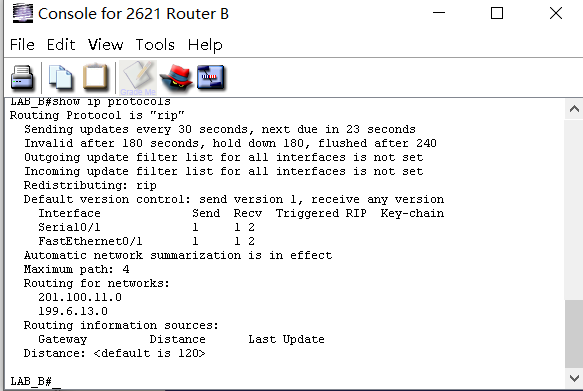 Console for 2621 Router B
File Edit View Tools Help
Grade Me
LAB_B#show ip protocols
Routing Protocol is "rip"
  Sending updates every 30 seconds, next due in 23 seconds
  Invalid after 180 seconds, hold down 180, flushed after 240
  Outgoing update filter list for all interfaces is not set
  Incoming update filter list for all interfaces is not set
  Redistributing: rip
  Default version control: send version 1, receive any version
    Interface             Send  Recv  Triggered RIP  Key-chain
    Serial0/1             1     1 2
    FastEthernet0/1       1     1 2
  Automatic network summarization is in effect
  Maximum path: 4
  Routing for networks:
    201.100.11.0
    199.6.13.0
  Routing information sources:
    Gateway         Distance      Last Update
  Distance: <default is 120>
LAB_B#_